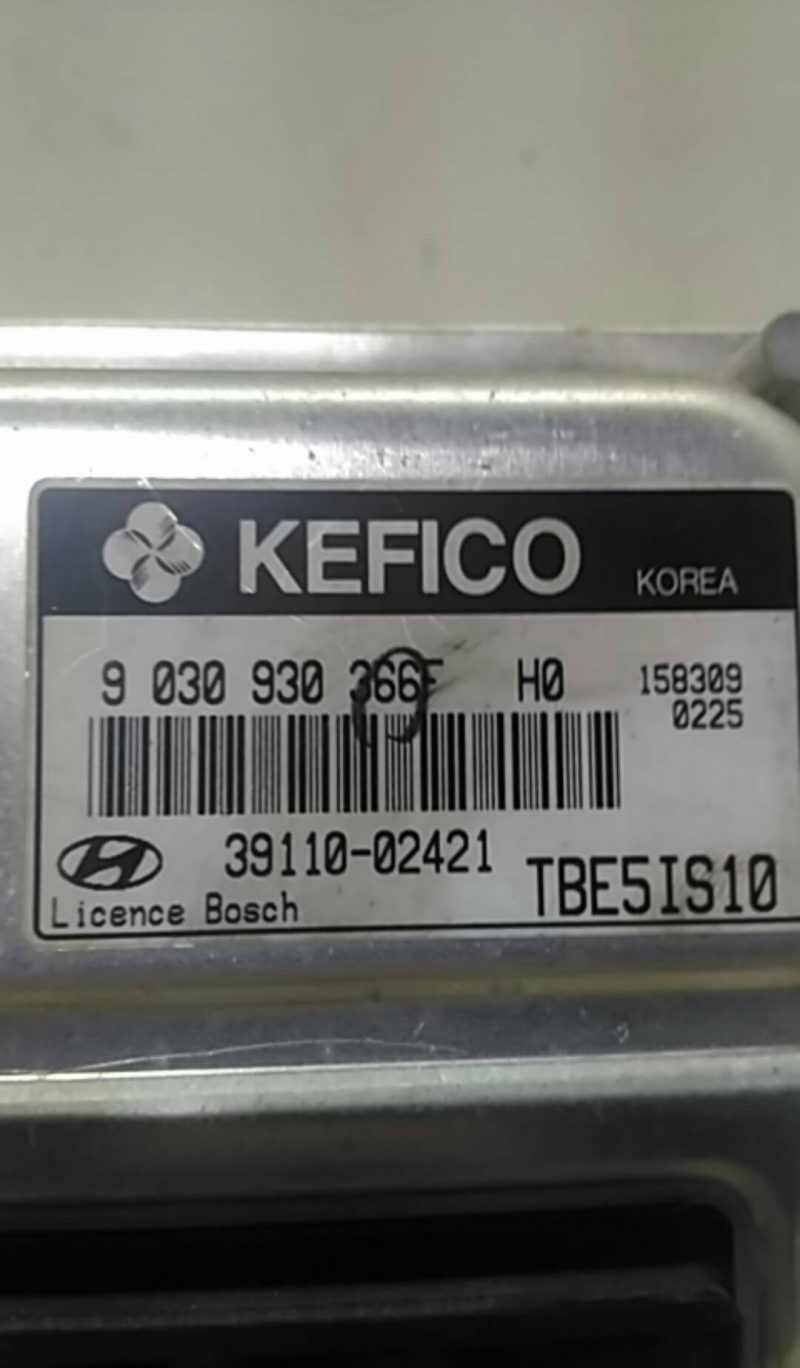 KEFICO KOREA
9 030 930 366F H0 158309
0225
39110-02421 TBE5IS10
Licence Bosch